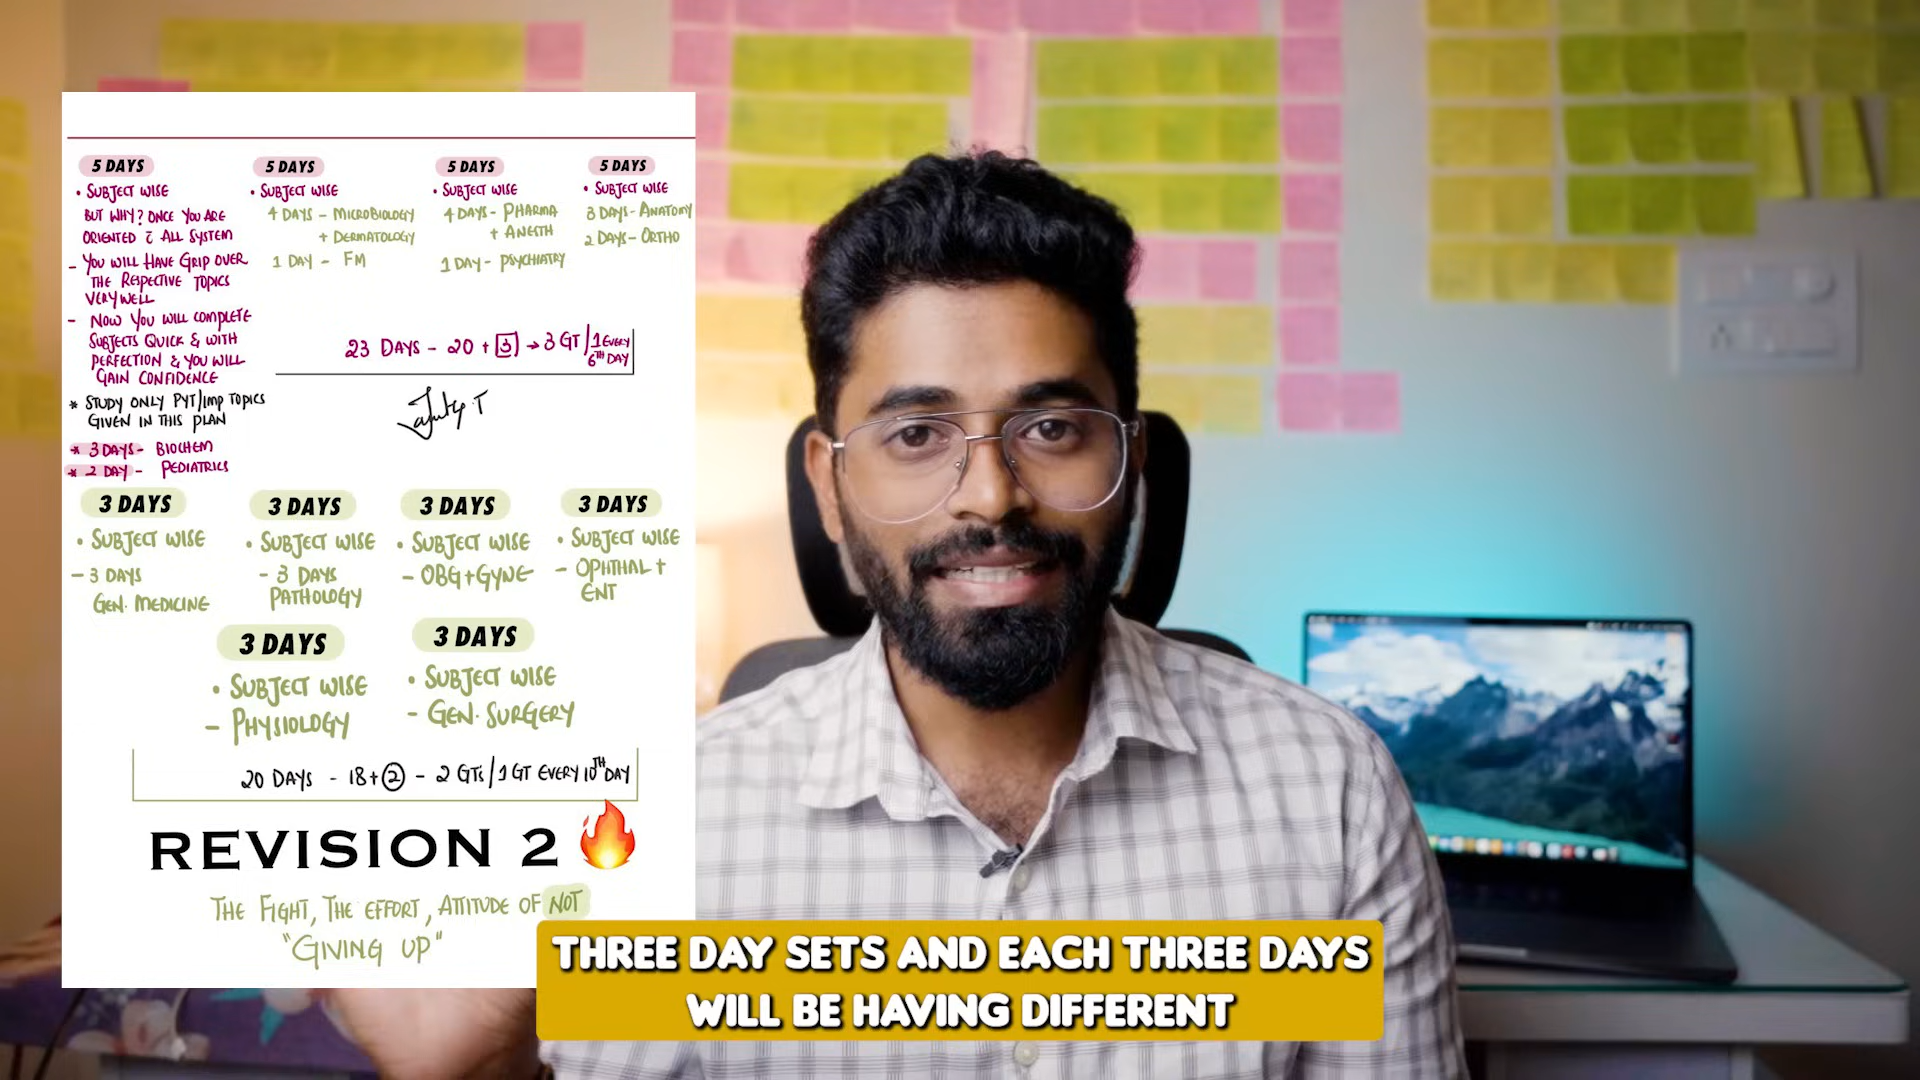 5 DAYS
• SUBJECT WISE
BUT WHY? ONCE YOU ARE
ORIENTED c̄ ALL SYSTEM
- YOU WILL HAVE GRIP OVER
THE RESPECTIVE TOPICS
VERY WELL
- NOW YOU WILL COMPLETE
SUBJECTS QUICK & WITH
PERFECTION & YOU WILL
GAIN CONFIDENCE
* STUDY ONLY PYT/Imp TOPICS
GIVEN IN THIS PLAN
* 3 DAYS - BIOCHEM
* 2 DAY - PEDIATRICS
5 DAYS
• SUBJECT WISE
4 DAYS - MICROBIOLOGY
+ DERMATOLOGY
1 DAY - FM
5 DAYS
• SUBJECT WISE
4 DAYS - PHARMA
+ ANESTH
1 DAY - PSYCHIATRY
5 DAYS
• SUBJECT WISE
3 DAYS - ANATOMY
2 DAYS - ORTHO
23 DAYS - 20 + 3 → 3 GT / 1 EVERY
6TH DAY
3 DAYS
• SUBJECT WISE
- 3 DAYS
GEN. MEDICINE
3 DAYS
• SUBJECT WISE
- 3 DAYS
PATHOLOGY
3 DAYS
• SUBJECT WISE
- OBG + GYNE
3 DAYS
• SUBJECT WISE
- OPHTHAL +
ENT
3 DAYS
• SUBJECT WISE
- PHYSIOLOGY
3 DAYS
• SUBJECT WISE
- GEN. SURGERY
20 DAYS - 18 + 2 - 2 GTs / 1 GT EVERY 10TH DAY
REVISION 2 🔥
THE FIGHT, THE EFFORT, ATTITUDE OF NOT
"GIVING UP"
THREE DAY SETS AND EACH THREE DAYS
WILL BE HAVING DIFFERENT